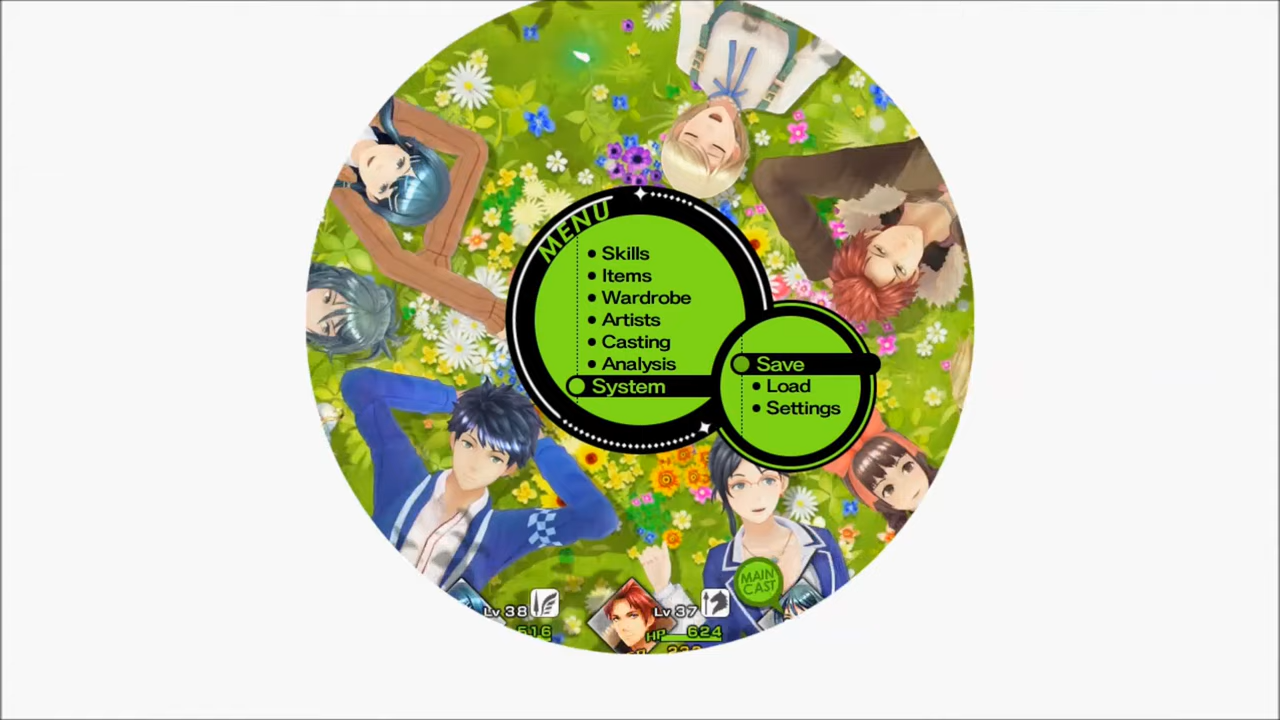 MENU
Skills
Items
Wardrobe
Artists
Casting
Analysis
System
Save
Load
Settings
MAIN
CAST
Lv 38
516
Lv 37
HP 624